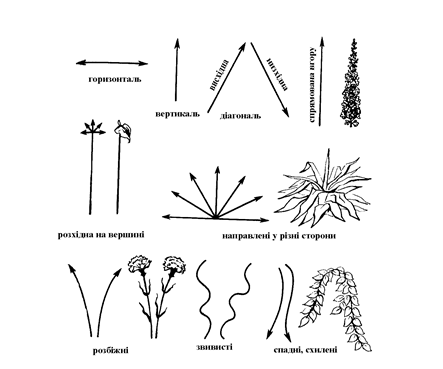 горизонталь
вертикаль
висхідна
діагональ
низхідна
спрямована вгору
розхідна на вершині
направлені у різні сторони
розбіжні
звивисті
спадні, схилені